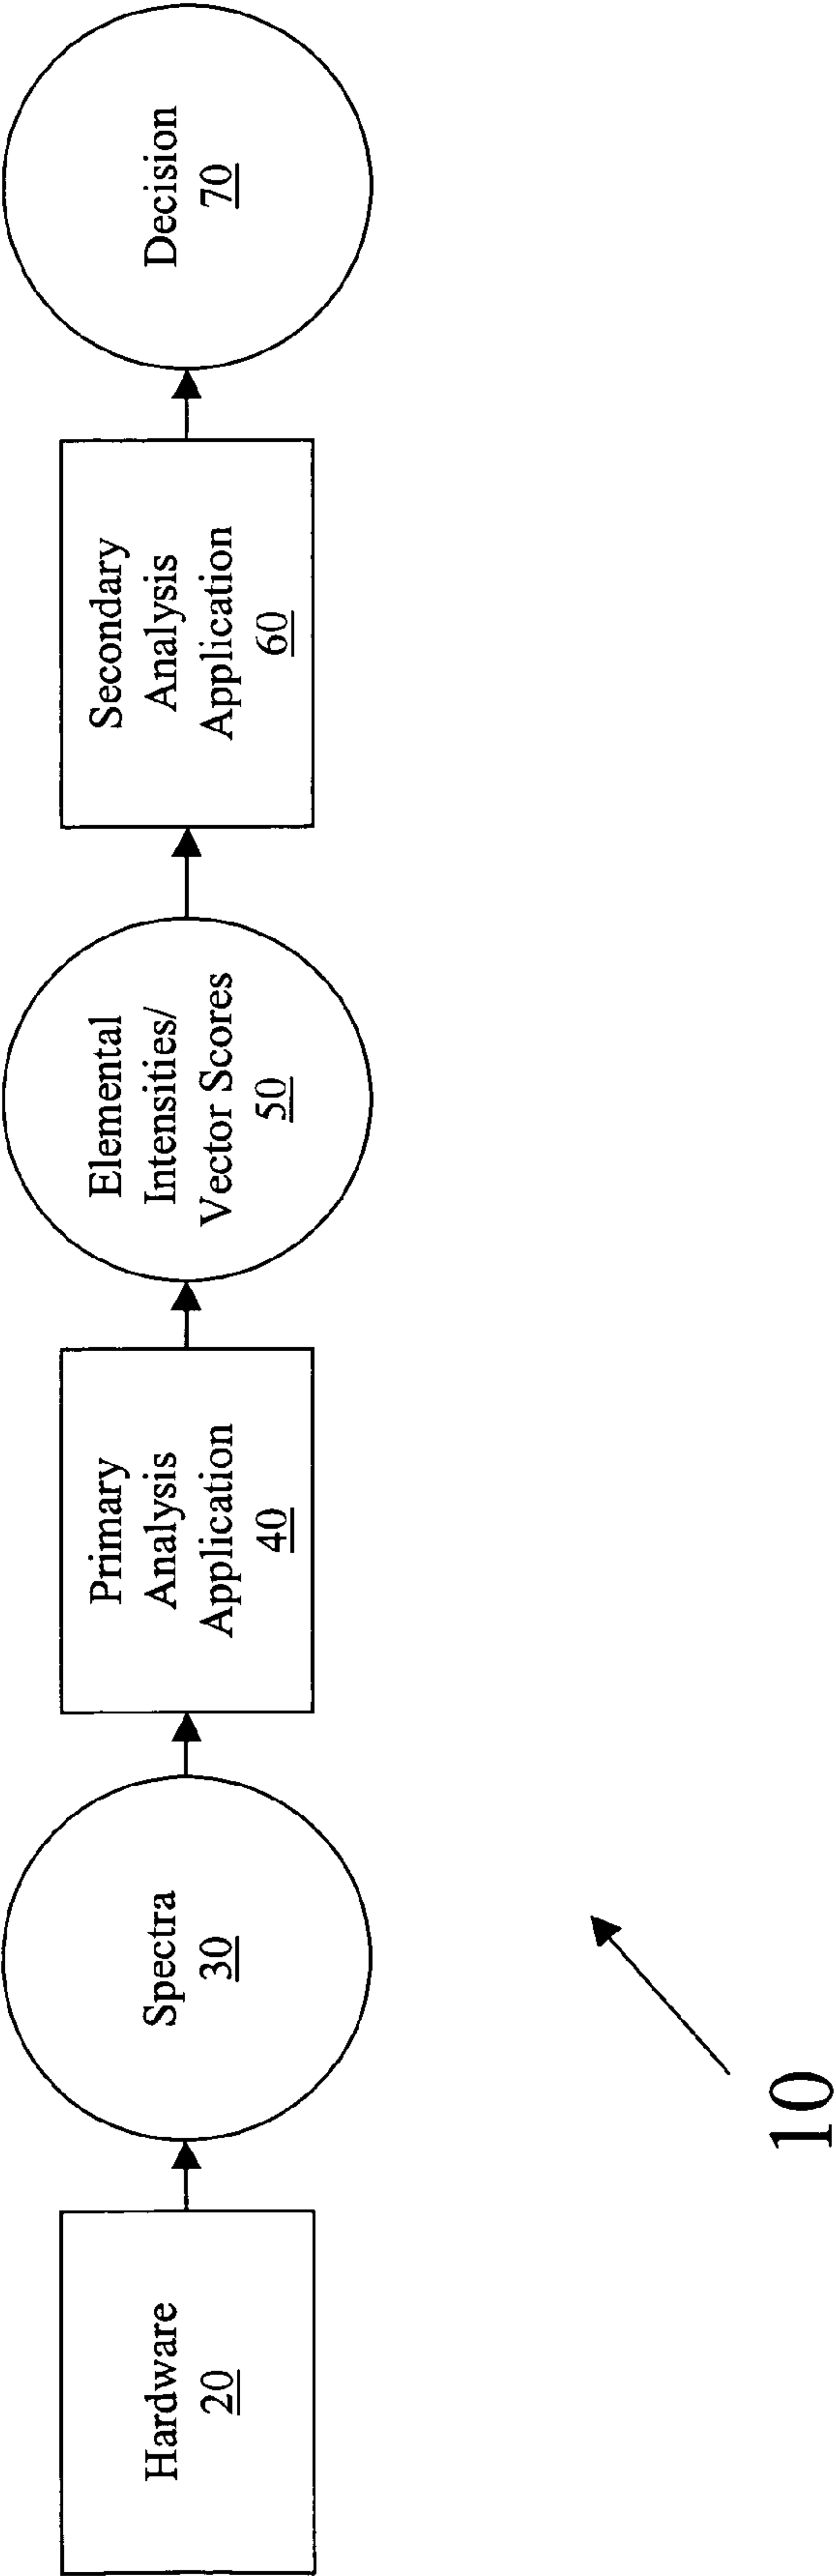 Hardware
20
Spectra
30
Primary
Analysis
Application
40
Elemental
Intensities/
Vector Scores
50
Secondary
Analysis
Application
60
Decision
70
10